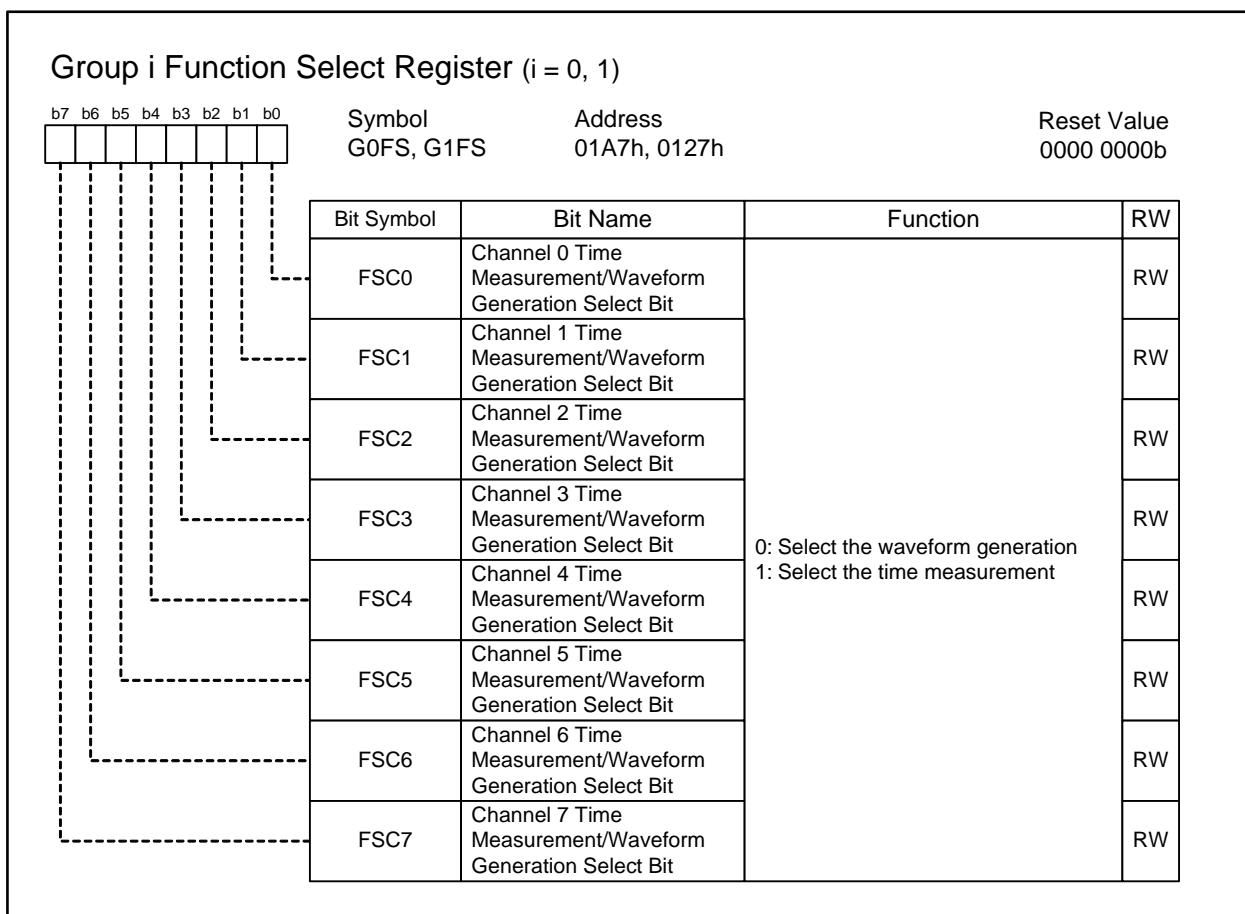 Group i Function Select Register (i = 0, 1)
b7 b6 b5 b4 b3 b2 b1 b0
Symbol Address Reset Value
G0FS, G1FS 01A7h, 0127h 0000 0000b
Bit Symbol Bit Name Function RW
FSC0
Channel 0 Time
Measurement/Waveform
Generation Select Bit
RW
FSC1
Channel 1 Time
Measurement/Waveform
Generation Select Bit
RW
FSC2
Channel 2 Time
Measurement/Waveform
Generation Select Bit
RW
FSC3
Channel 3 Time
Measurement/Waveform
Generation Select Bit
RW
0: Select the waveform generation
1: Select the time measurement
FSC4
Channel 4 Time
Measurement/Waveform
Generation Select Bit
RW
FSC5
Channel 5 Time
Measurement/Waveform
Generation Select Bit
RW
FSC6
Channel 6 Time
Measurement/Waveform
Generation Select Bit
RW
FSC7
Channel 7 Time
Measurement/Waveform
Generation Select Bit
RW